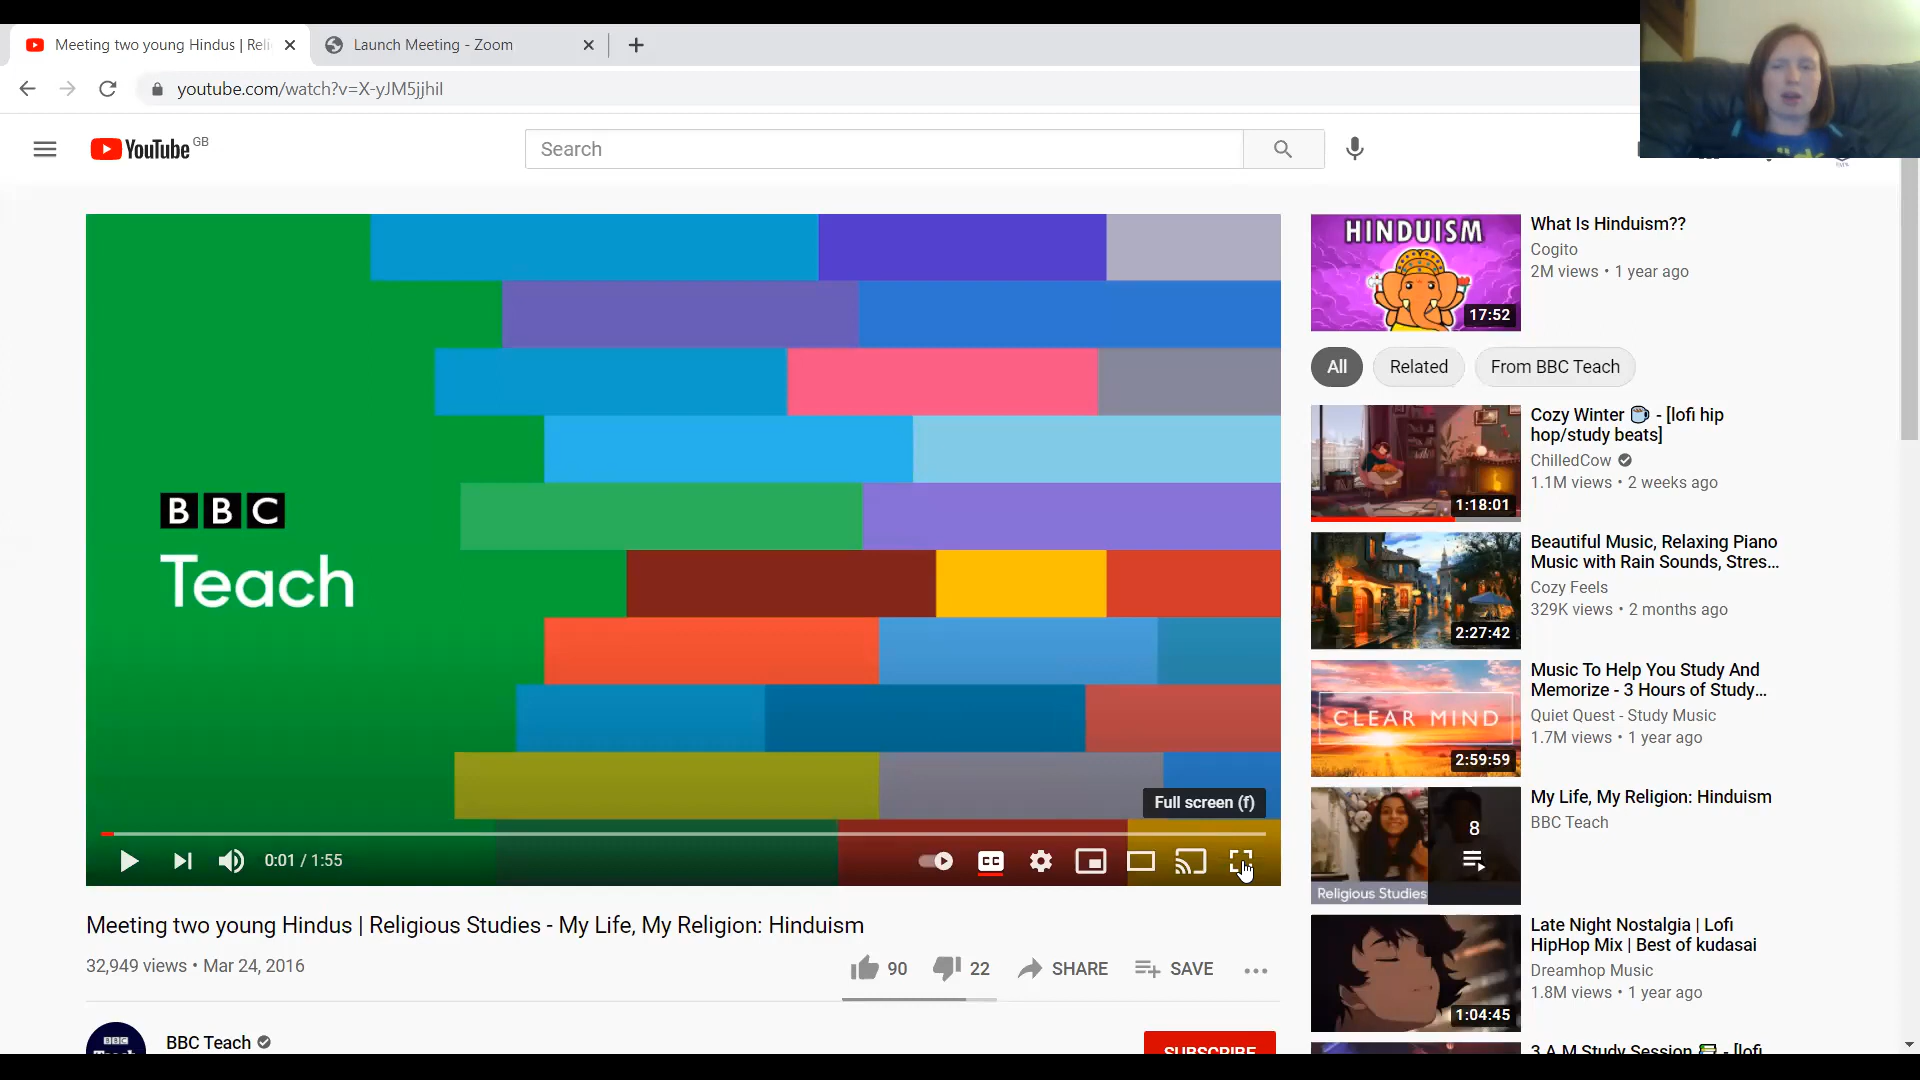 Meeting two young Hindus | Reli
Launch Meeting - Zoom
youtube.com/watch?v=X-yJM5jjhiI
YouTube GB
Search
BBC
Teach
Full screen (f)
0:01 / 1:55
CC
Meeting two young Hindus | Religious Studies - My Life, My Religion: Hinduism
32,949 views • Mar 24, 2016
90
22
SHARE
SAVE
BBC
BBC Teach
SUBSCRIBE
HINDUISM
17:52
What Is Hinduism??
Cogito
2M views • 1 year ago
All
Related
From BBC Teach
1:18:01
Cozy Winter ☕ - [lofi hip
hop/study beats]
ChilledCow
1.1M views • 2 weeks ago
2:27:42
Beautiful Music, Relaxing Piano
Music with Rain Sounds, Stres...
Cozy Feels
329K views • 2 months ago
CLEAR MIND
2:59:59
Music To Help You Study And
Memorize - 3 Hours of Study...
Quiet Quest - Study Music
1.7M views • 1 year ago
8
Religious Studies
My Life, My Religion: Hinduism
BBC Teach
1:04:45
Late Night Nostalgia | Lofi
HipHop Mix | Best of kudasai
Dreamhop Music
1.8M views • 1 year ago
3 A.M Study Session 📚 - [lofi